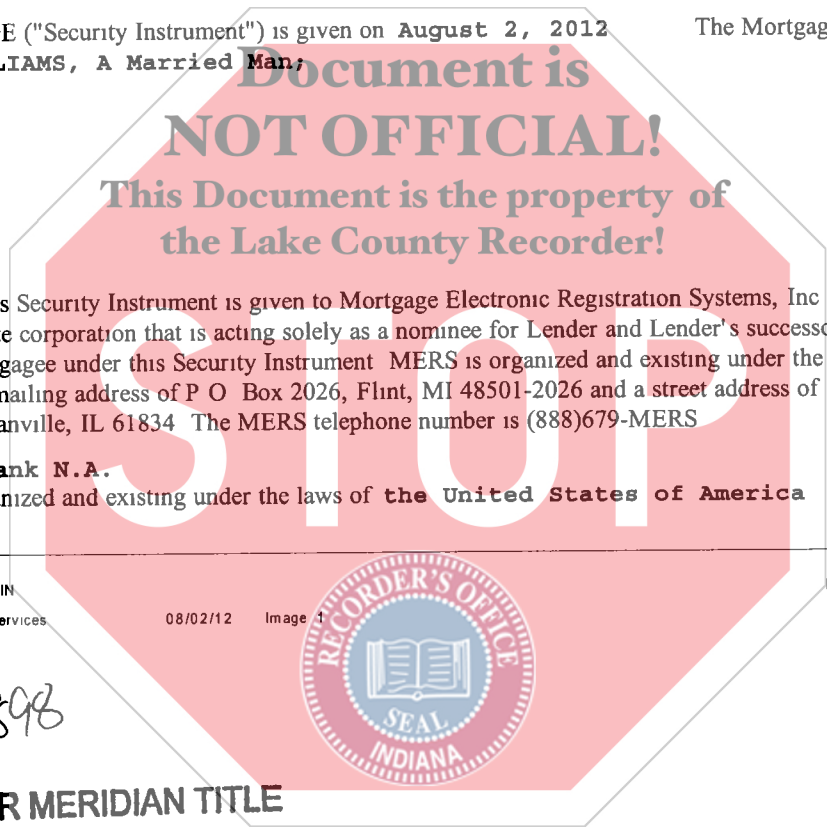 E ("Security Instrument") is given on August 2, 2012 The Mortgag
LIAMS, A Married Man;
Document is
NOT OFFICIAL!
This Document is the property of
the Lake County Recorder!
s Security Instrument is given to Mortgage Electronic Registration Systems, Inc
e corporation that is acting solely as a nominee for Lender and Lender's successo
gagee under this Security Instrument MERS is organized and existing under the
nailing address of P O Box 2026, Flint, MI 48501-2026 and a street address of
anville, IL 61834 The MERS telephone number is (888)679-MERS
STOP
ank N.A.
nized and existing under the laws of the United States of America
IN
ervices 08/02/12 Image 1
RECORDER'S OFFICE
SEAL
INDIANA
98
R MERIDIAN TITLE